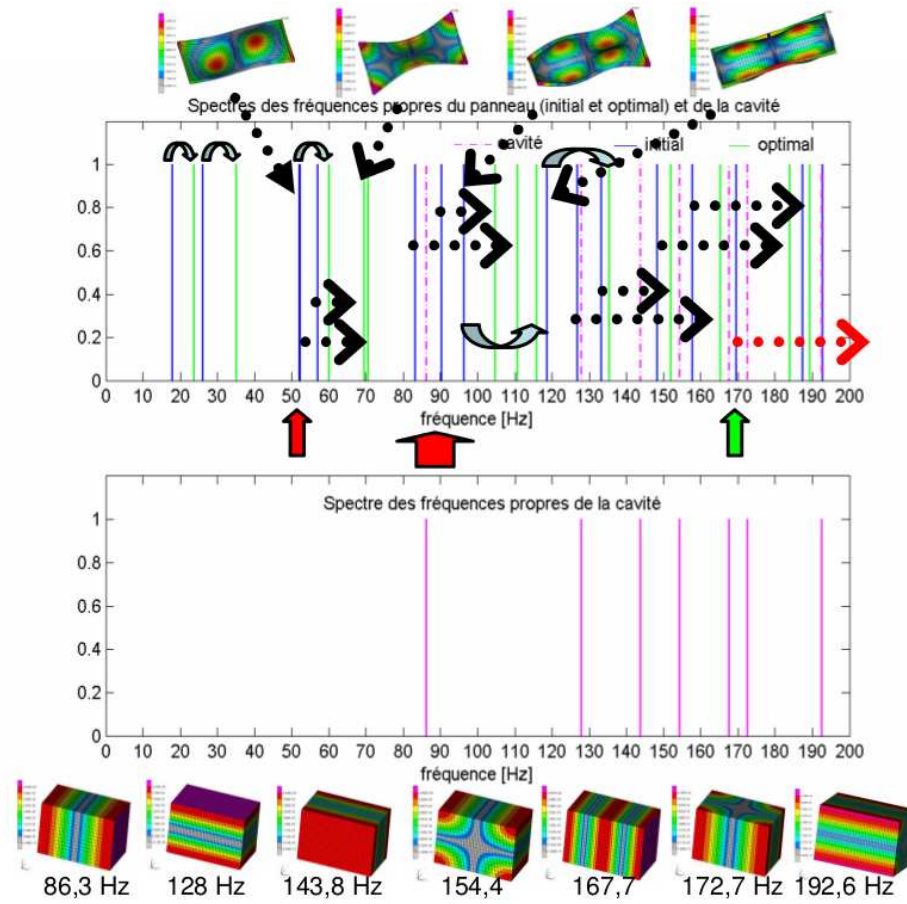 Spectres des fréquences propres du panneau (initial et optimal) et de la cavité
cavité initial optimal
1
0.8
0.6
0.4
0.2
0
0 10 20 30 40 50 60 70 80 90 100 110 120 130 140 150 160 170 180 190 200
fréquence [Hz]
Spectre des fréquences propres de la cavité
1
0.8
0.6
0.4
0.2
0
0 10 20 30 40 50 60 70 80 90 100 110 120 130 140 150 160 170 180 190 200
fréquence [Hz]
86,3 Hz 128 Hz 143,8 Hz 154,4 167,7 172,7 Hz 192,6 Hz